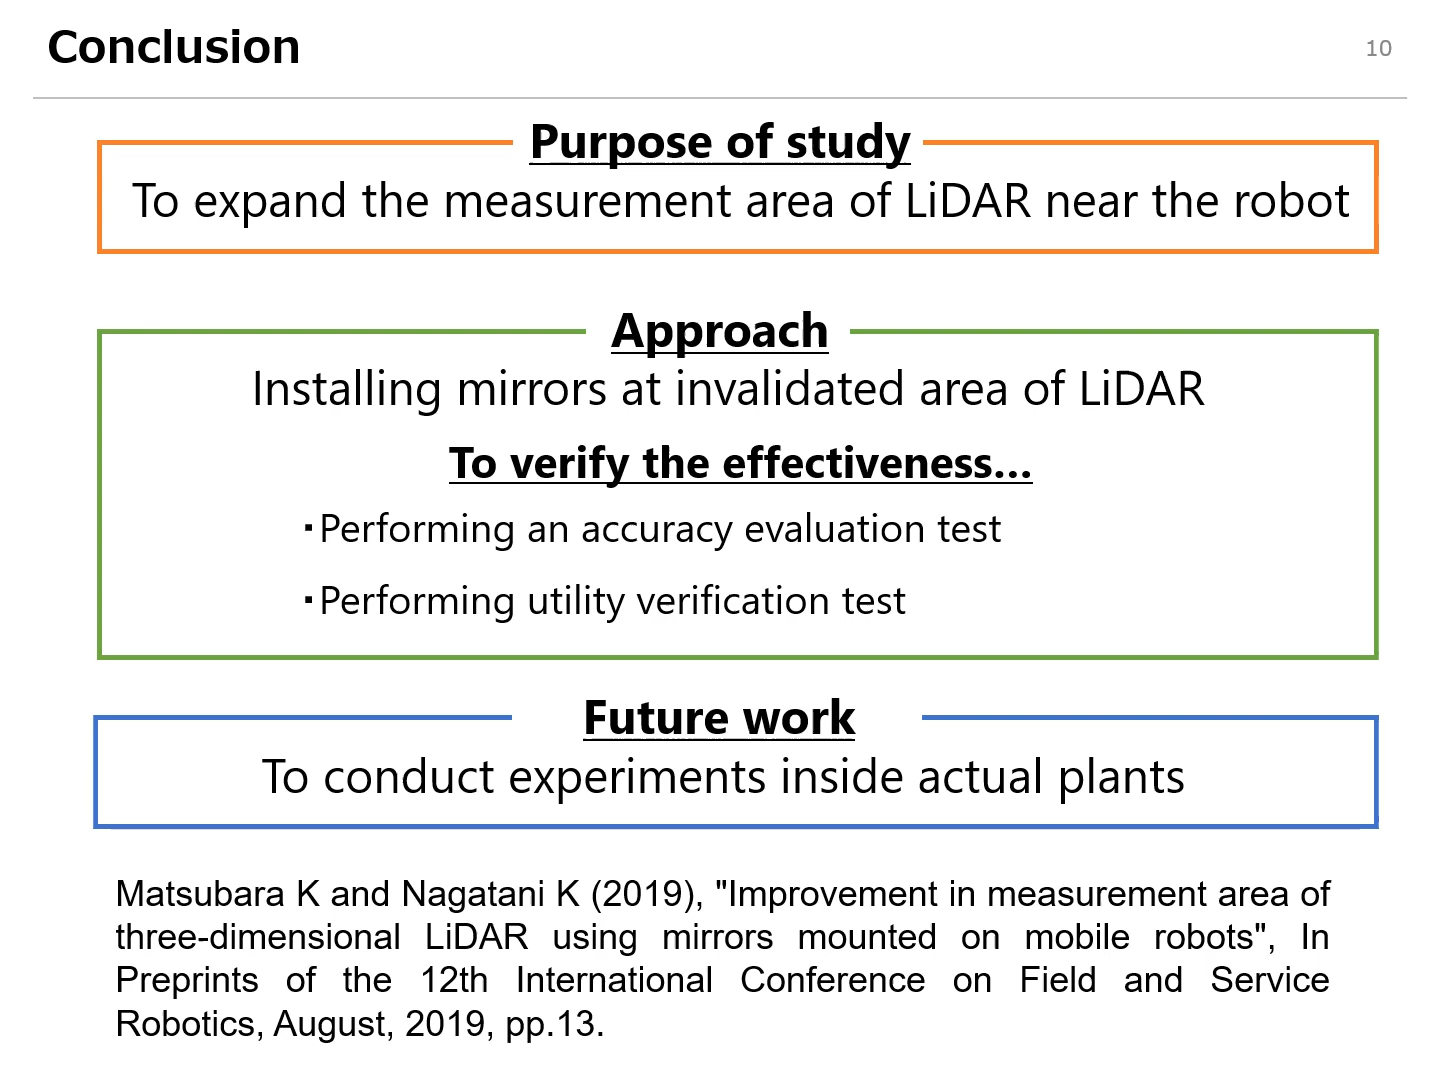 Conclusion
10
Purpose of study
To expand the measurement area of LiDAR near the robot
Approach
Installing mirrors at invalidated area of LiDAR
To verify the effectiveness...
・Performing an accuracy evaluation test
・Performing utility verification test
Future work
To conduct experiments inside actual plants
Matsubara K and Nagatani K (2019), "Improvement in measurement area of
three-dimensional LiDAR using mirrors mounted on mobile robots", In
Preprints of the 12th International Conference on Field and Service
Robotics, August, 2019, pp.13.